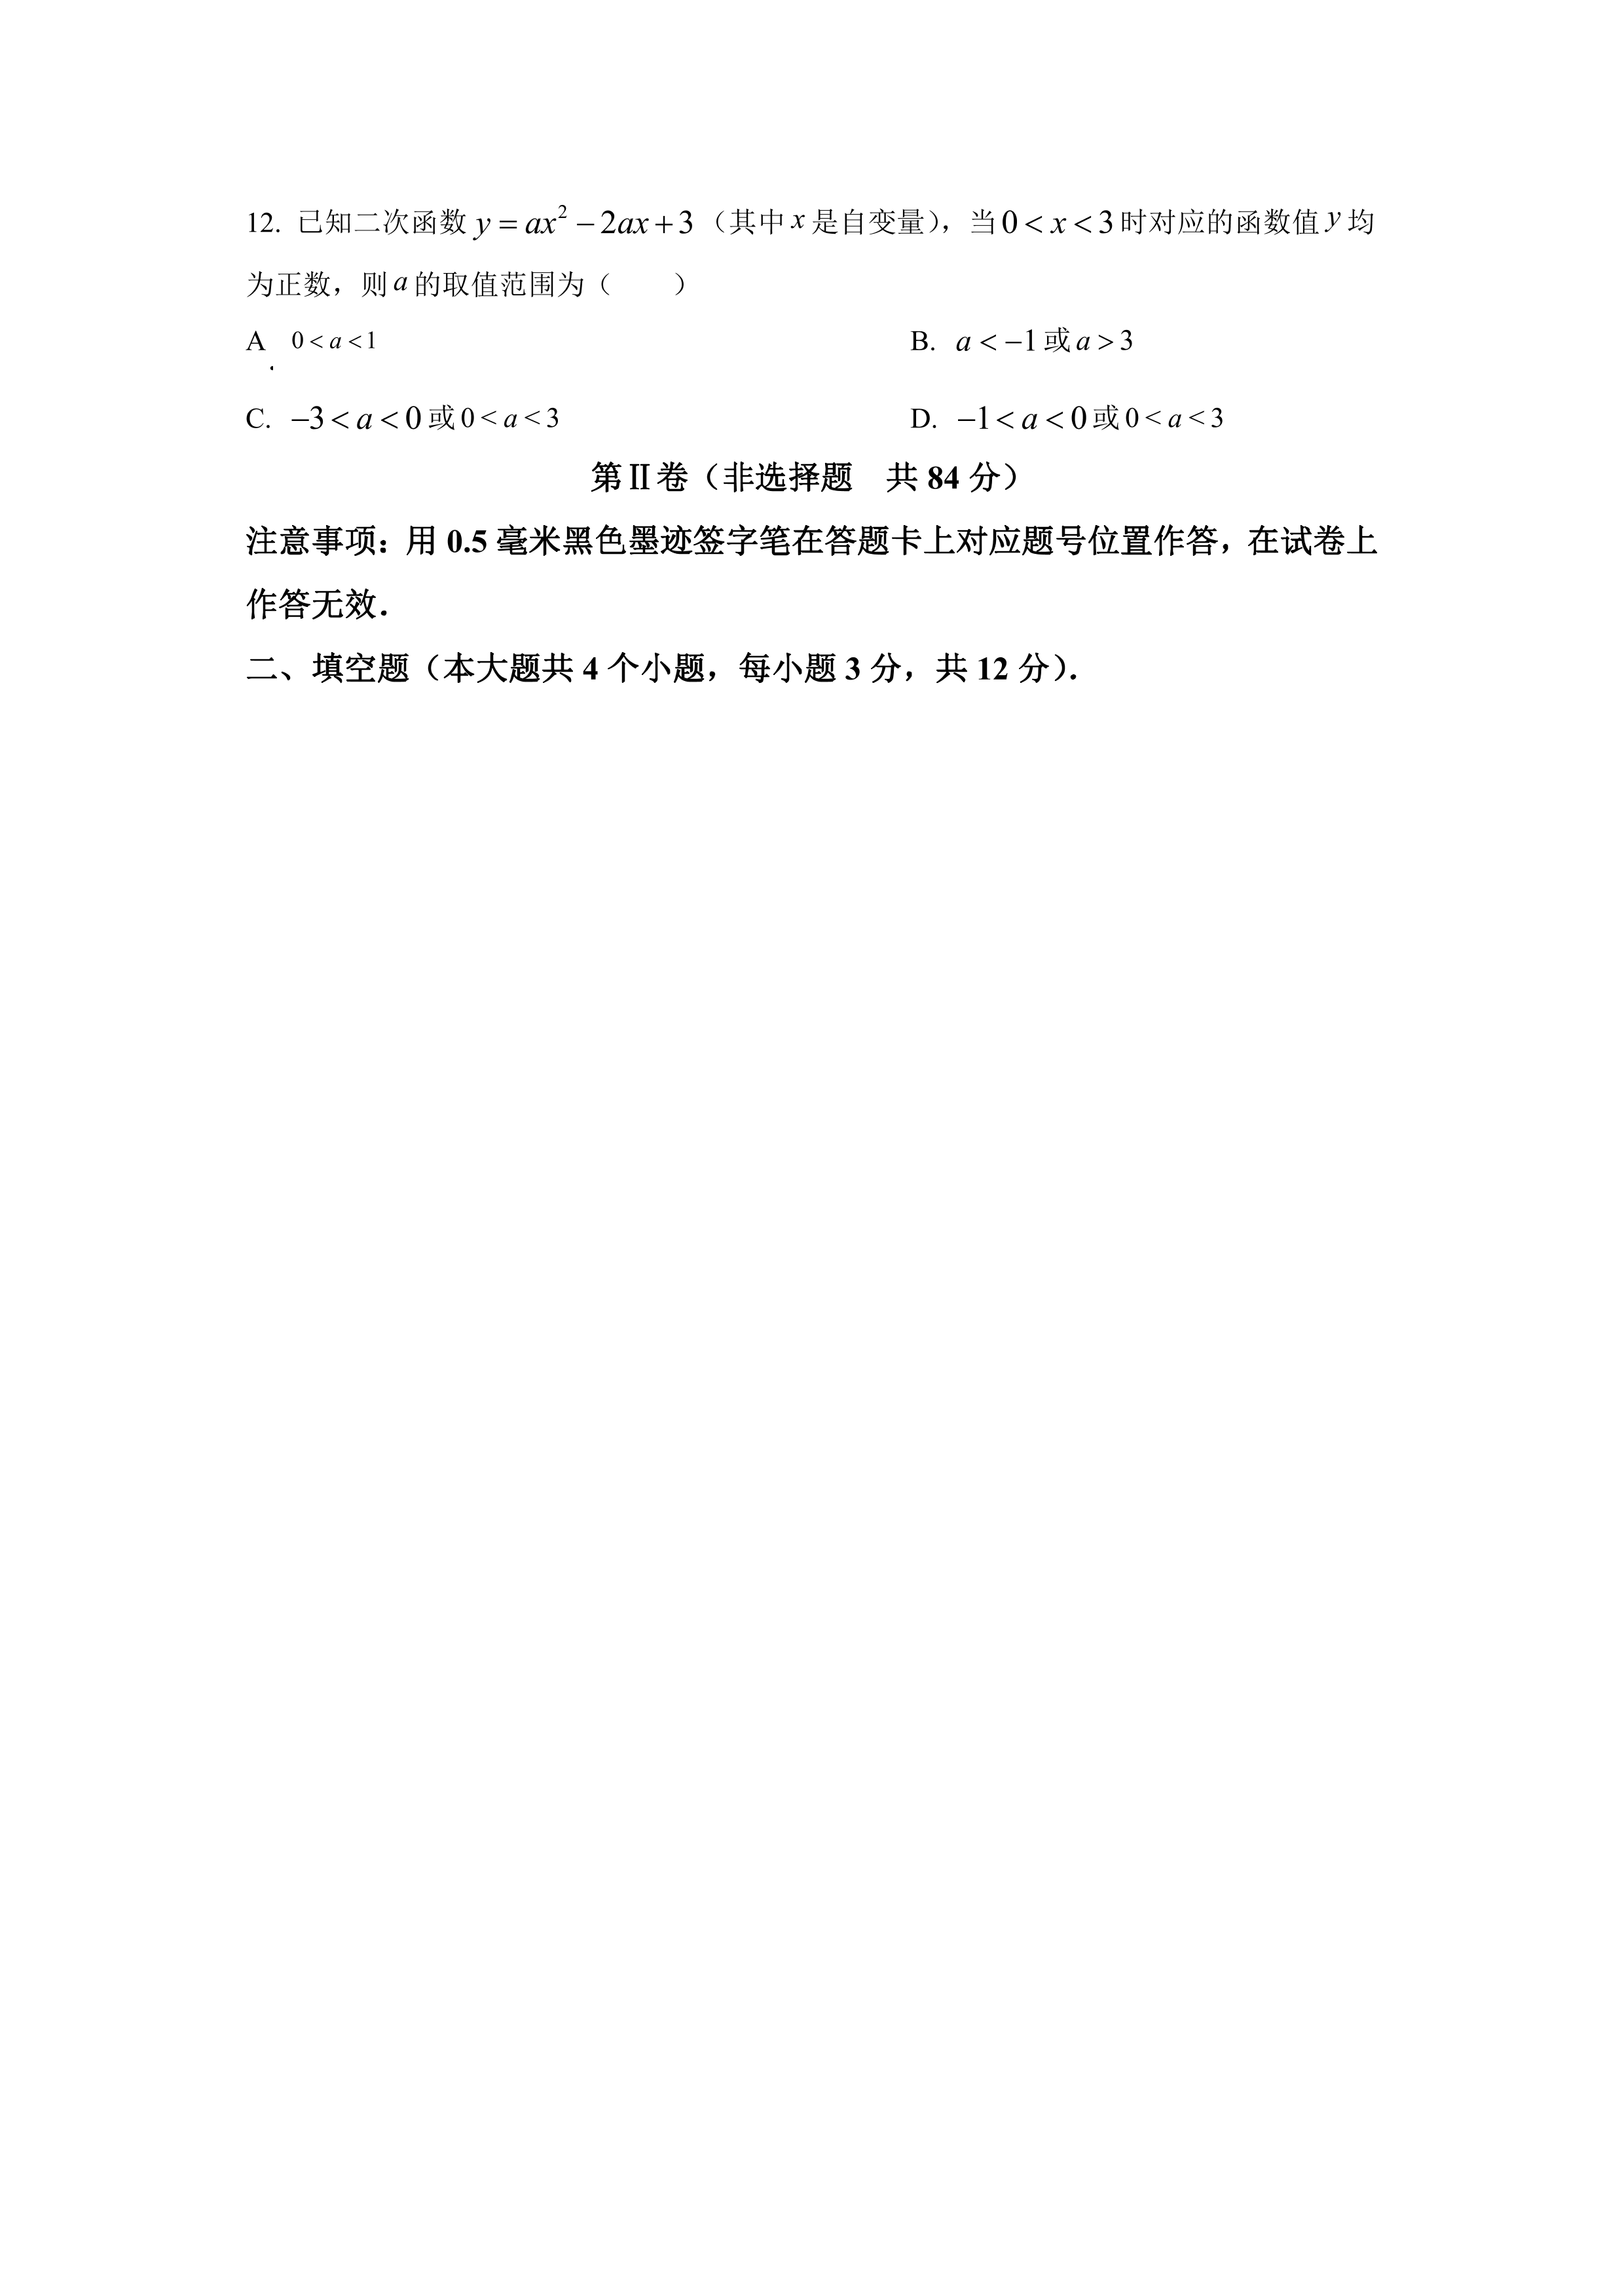 12. 已知二次函数 y = ax² − 2ax + 3（其中 x 是自变量），当 0 < x < 3 时对应的函数值 y 均
为正数，则 a 的取值范围为（　　）
A． 0 < a < 1　　B. a < −1 或 a > 3
C. −3 < a < 0 或 0 < a < 3　　D. −1 < a < 0 或 0 < a < 3
第Ⅱ卷（非选择题　共 84 分）
注意事项：用 0.5 毫米黑色墨迹签字笔在答题卡上对应题号位置作答，在试卷上
作答无效．
二、填空题（本大题共 4 个小题，每小题 3 分，共 12 分）．